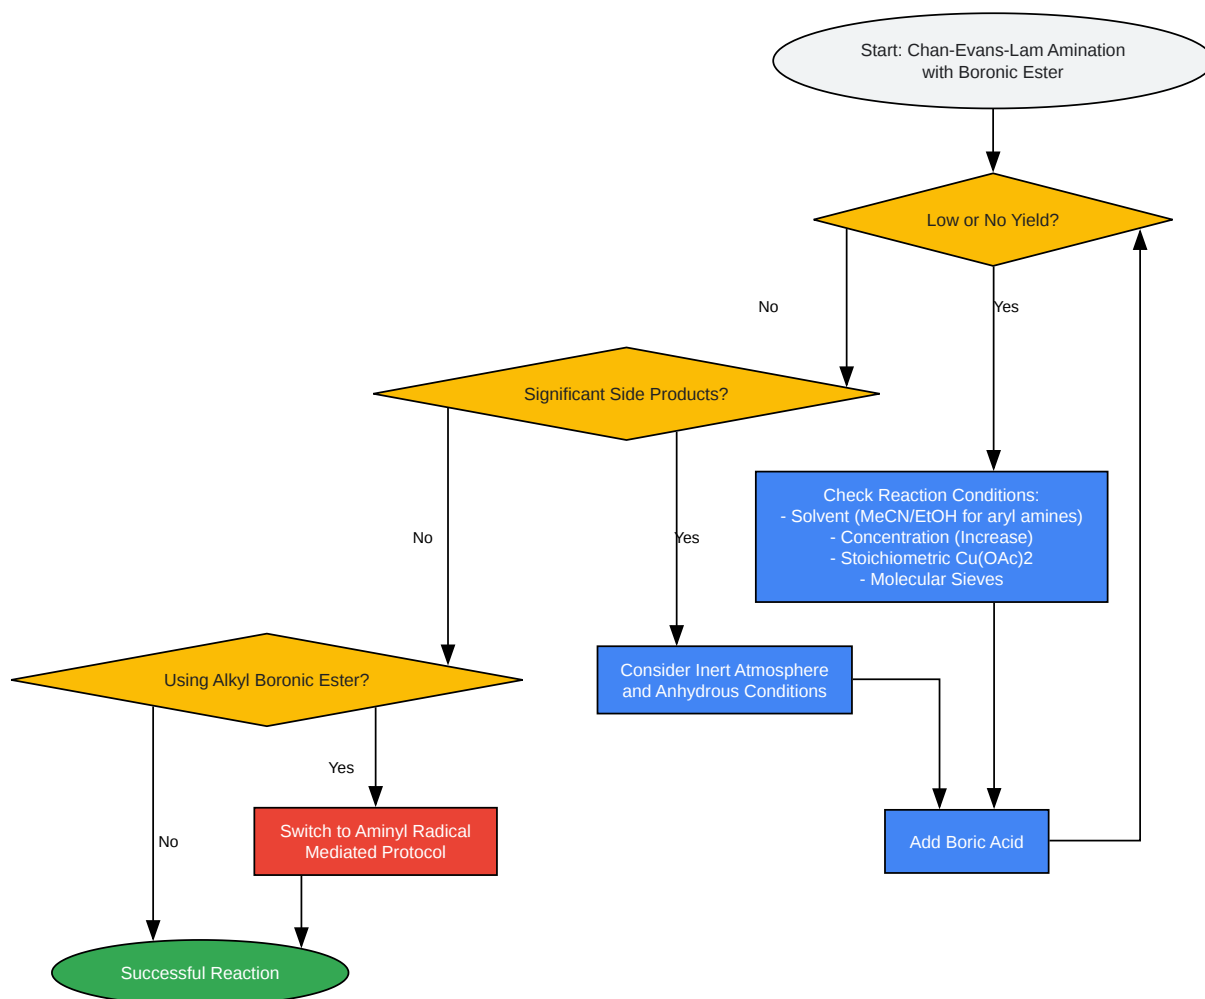 Start: Chan-Evans-Lam Amination
with Boronic Ester
Low or No Yield?
No
Yes
Significant Side Products?
Check Reaction Conditions:
- Solvent (MeCN/EtOH for aryl amines)
- Concentration (Increase)
- Stoichiometric Cu(OAc)2
- Molecular Sieves
No
Yes
Consider Inert Atmosphere
and Anhydrous Conditions
Using Alkyl Boronic Ester?
Yes
No
Switch to Aminyl Radical
Mediated Protocol
Add Boric Acid
Successful Reaction